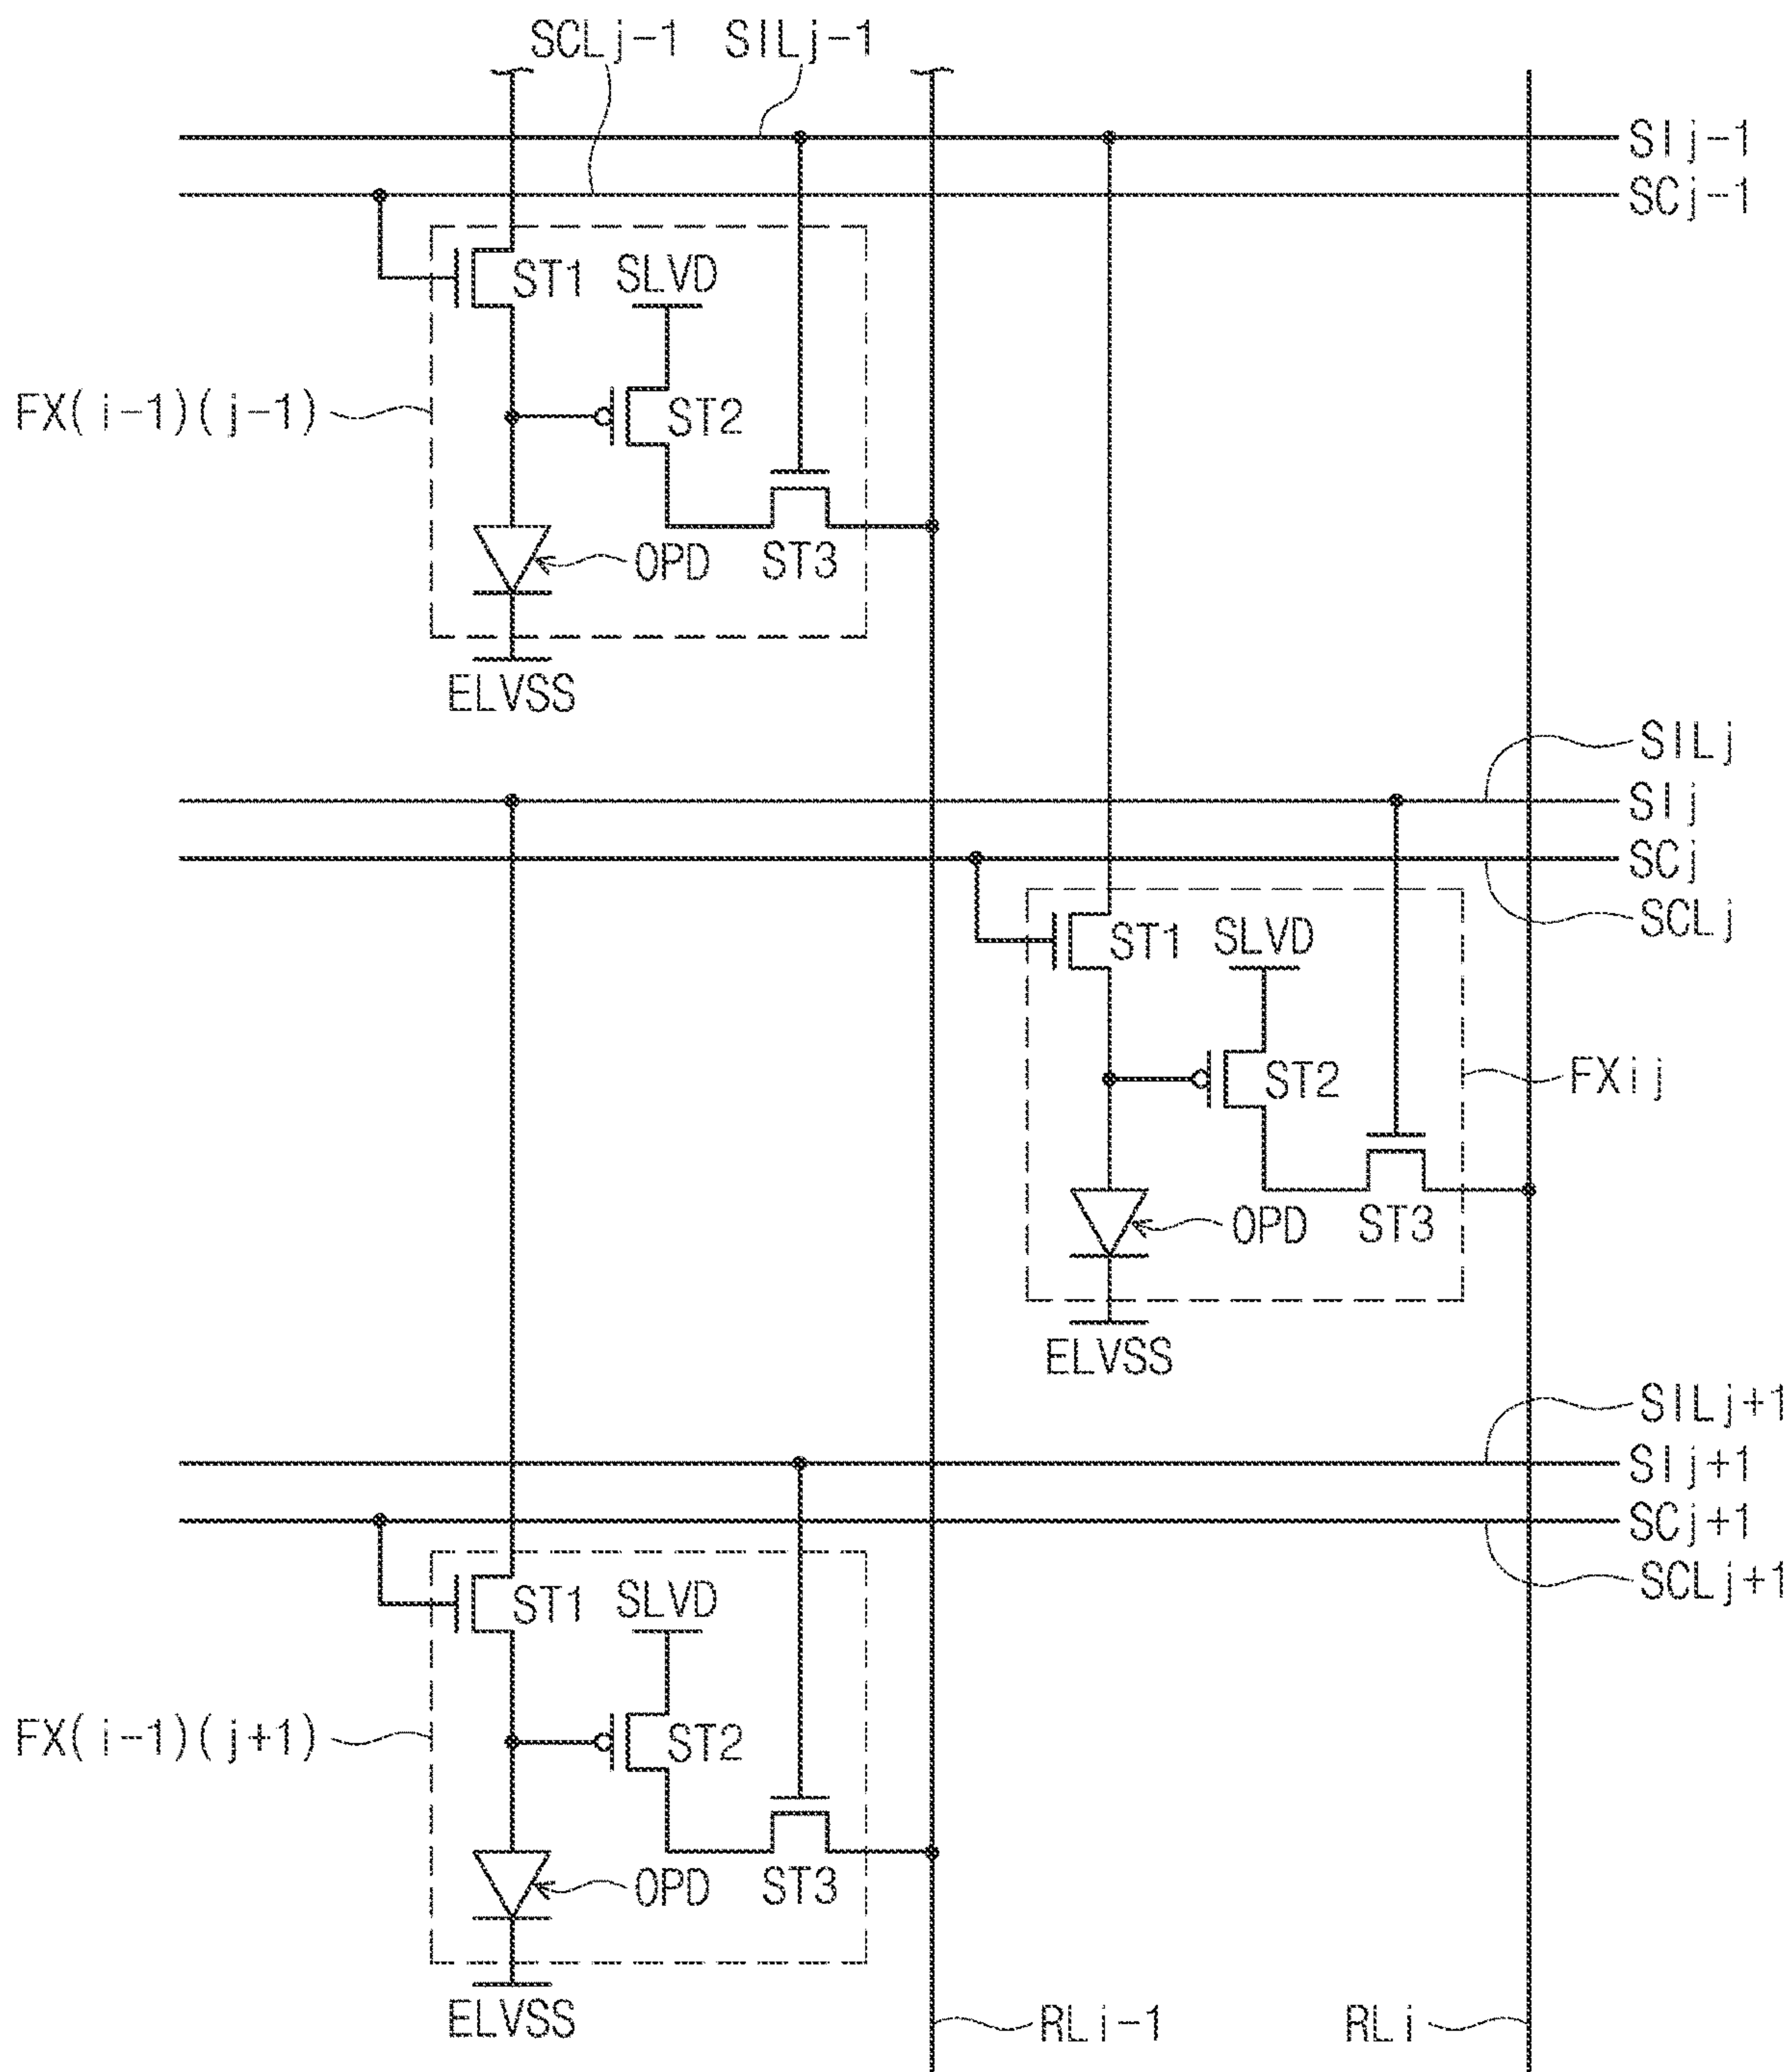 SCLj-1 SILj-1
SIj-1
SCj-1
ST1 SLVD
FX(i-1)(j-1) ST2
OPD ST3
ELVSS
SILj
SIj
SCj
SCLj
ST1 SLVD
ST2 FXij
OPD ST3
ELVSS
SILj+1
SIj+1
SCj+1
SCLj+1
ST1 SLVD
FX(i-1)(j+1) ST2
OPD ST3
ELVSS
RLi-1 RLi